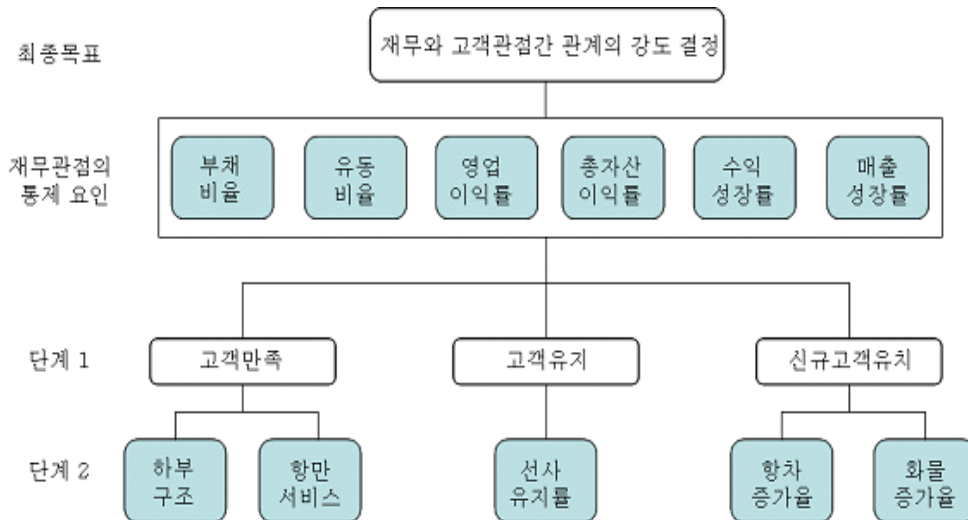 최종목표
재무와 고객관점간 관계의 강도 결정
재무관점의
통제 요인
부채
비율
유동
비율
영업
이익률
총자산
이익률
수익
성장률
매출
성장률
단계 1
고객만족
고객유지
신규고객유치
단계 2
하부
구조
항만
서비스
선사
유지률
항차
증가율
화물
증가율